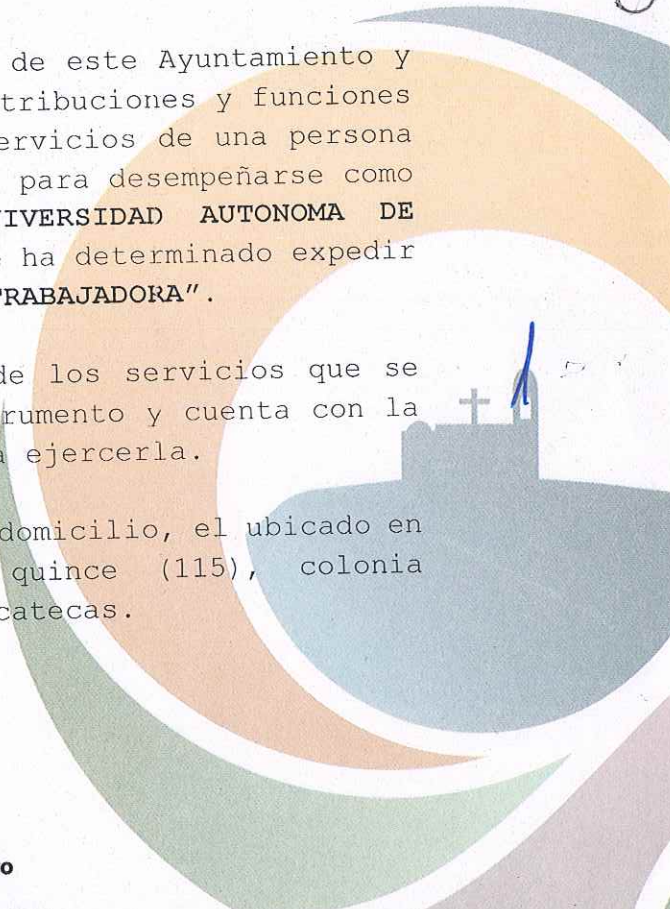 de este Ayuntamiento y
tribuciones y funciones
ervicios de una persona
para desempeñarse como
IVERSIDAD AUTONOMA DE
ha determinado expedir
TRABAJADORA".
de los servicios que se
rumento y cuenta con la
ejercerla.
domicilio, el ubicado en
quince (115), colonia
catecas.